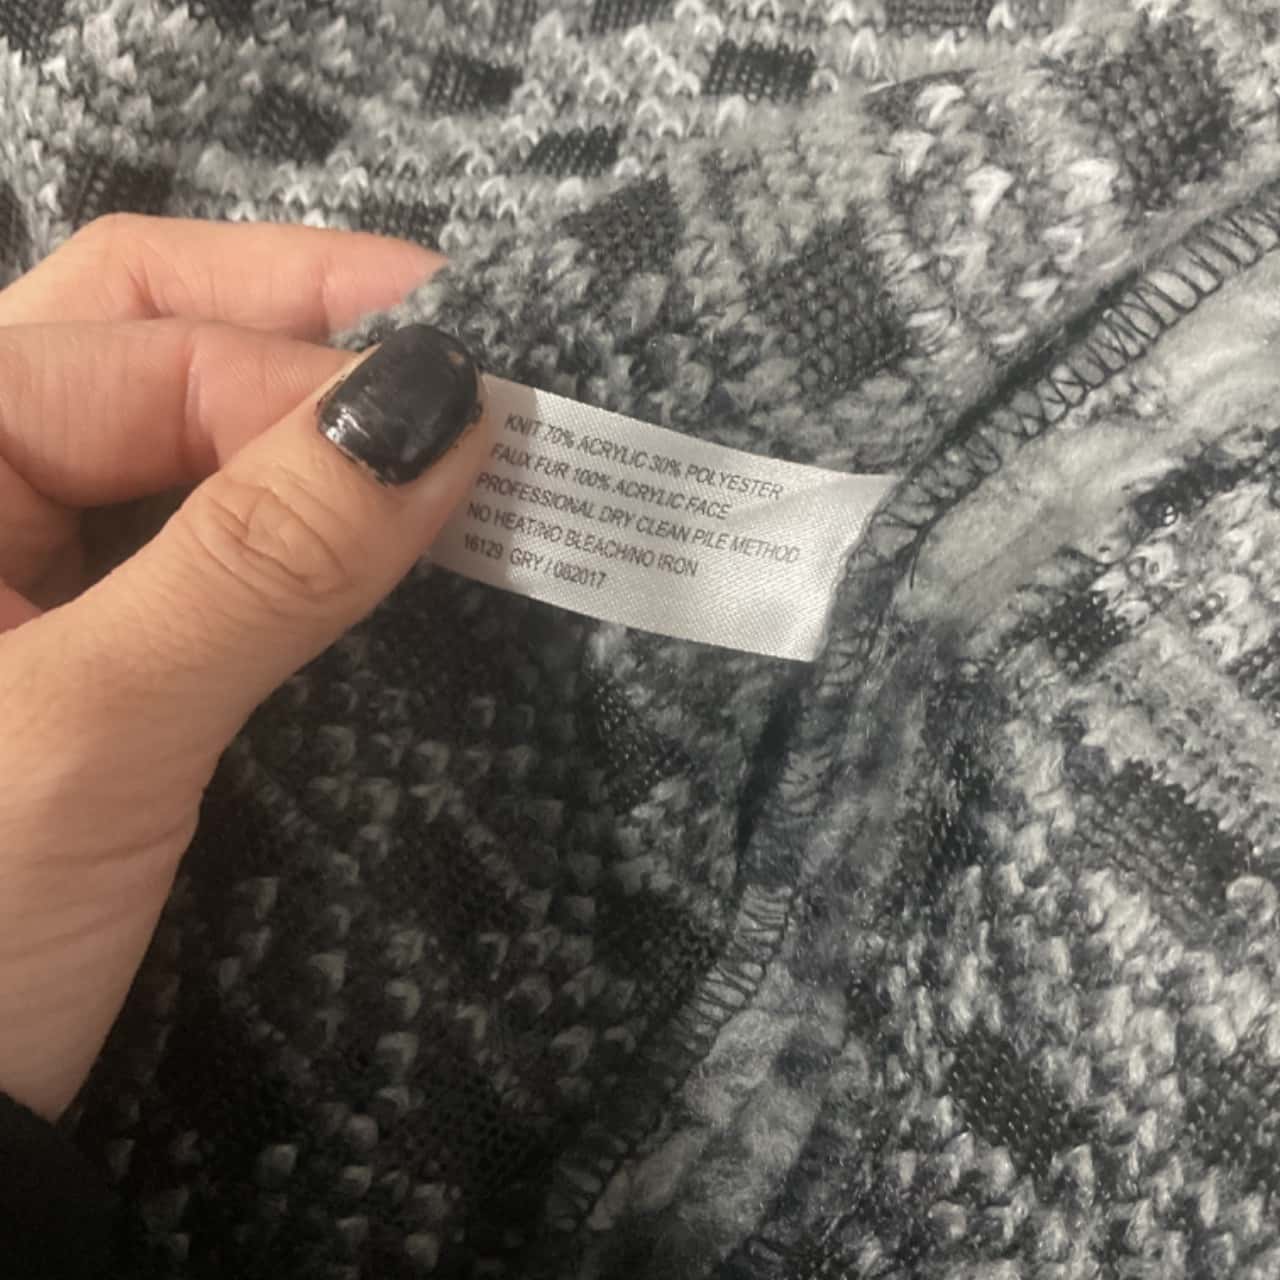 KNIT 70% ACRYLIC 30% POLYESTER
FAUX FUR 100% ACRYLIC FACE
PROFESSIONAL DRY CLEAN PILE METHOD
NO HEAT/NO BLEACH/NO IRON
16129 GRY / 082017